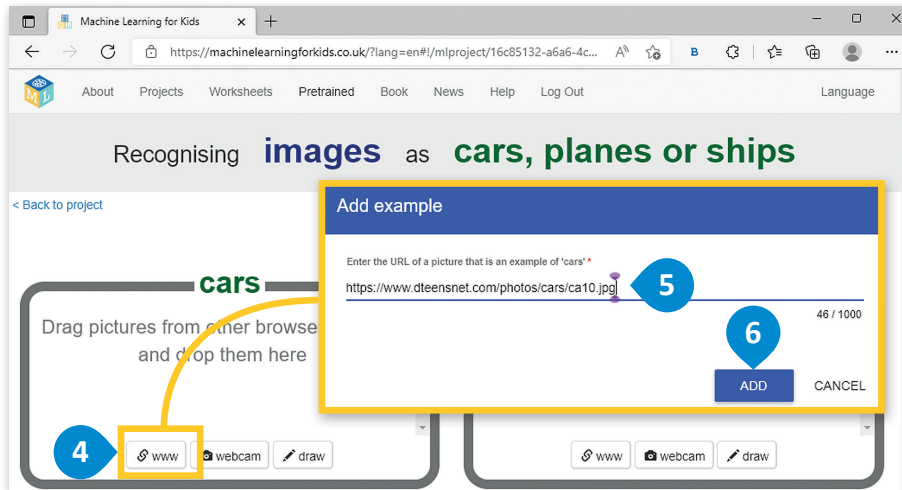 Machine Learning for Kids
https://machinelearningforkids.co.uk/?lang=en#!/mlproject/16c85132-a6a6-4c...
B
ML
About Projects Worksheets Pretrained Book News Help Log Out Language
Recognising images as cars, planes or ships
< Back to project
Add example
Enter the URL of a picture that is an example of 'cars' *
https://www.dteensnet.com/photos/cars/ca10.jpg
5
46 / 1000
6
ADD CANCEL
cars
Drag pictures from other browse
and drop them here
4
www webcam draw
www webcam draw